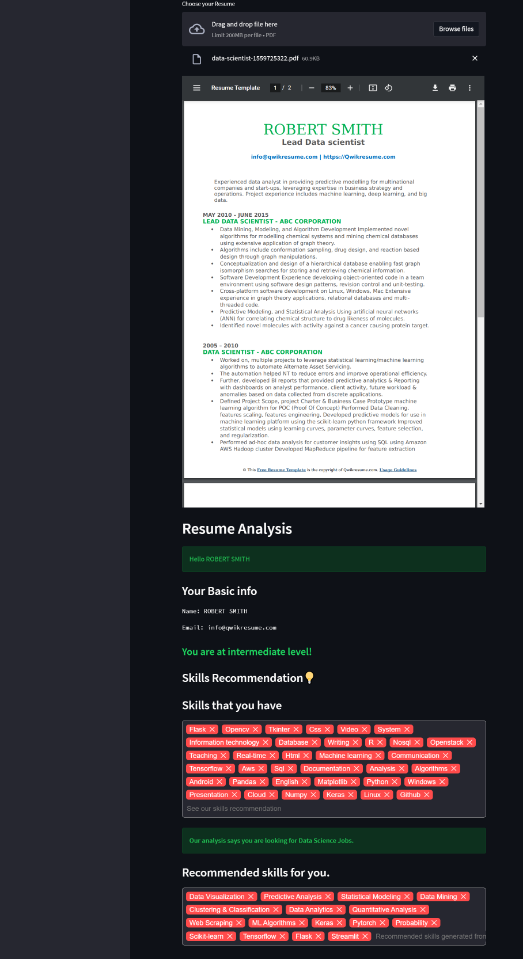 Choose your Resume
Drag and drop file here
Limit 200MB per file • PDF
Browse files
data-scientist-1559725322.pdf 60.5KB
Resume Template 1 / 2 83%
ROBERT SMITH
Lead Data scientist
info@qwikresume.com | https://Qwikresume.com
Experienced data analyst in providing predictive modelling for multinational
companies and start-ups, leveraging expertise in business strategy and
operations. Project experience includes machine learning, deep learning, and big
data.
MAY 2010 – JUNE 2015
LEAD DATA SCIENTIST - ABC CORPORATION
Data Mining, Modeling, and Algorithm Development Implemented novel
algorithms for modelling chemical systems and mining chemical databases
using extensive application of graph theory.
Algorithms include conformation sampling, drug design, and reaction based
design through graph manipulations.
Conceptualization and design of a hierarchical database enabling fast graph
isomorphism searches for storing and retrieving chemical information.
Software Development Experience developing object-oriented code in a team
environment using software design patterns, revision control and unit-testing.
Cross-platform software development on Linux, Windows, Mac Extensive
experience in graph theory applications, relational databases and multi-
threaded code.
Predictive Modeling, and Statistical Analysis Using artificial neural networks
(ANN) for correlating chemical structure to drug likeness of molecules.
Identified novel molecules with activity against a cancer causing protein target.
2005 – 2010
DATA SCIENTIST - ABC CORPORATION
Worked on, multiple projects to leverage statistical learning/machine learning
algorithms to automate Alternate Asset Servicing.
The automation helped NT to reduce errors and improve operational efficiency.
Further, developed BI reports that provided predictive analytics & Reporting
with dashboards on analyst performance, client activity, future workload &
anomalies based on data collected from discrete applications.
Defined Project Scope, project Charter & Business Case Prototype machine
learning algorithm for POC (Proof Of Concept) Performed Data Cleaning,
features scaling, features engineering. Developed predictive models for use in
machine learning platform using the scikit-learn python framework Improved
statistical models using learning curves, parameter curves, feature selection,
and regularization.
Performed ad-hoc data analysis for customer insights using SQL using Amazon
AWS Hadoop cluster Developed MapReduce pipeline for feature extraction
© This Free Resume Template is the copyright of Qwikresume.com. Usage Guidelines
Resume Analysis
Hello ROBERT SMITH
Your Basic info
Name: ROBERT SMITH
Email: info@qwikresume.com
You are at intermediate level!
Skills Recommendation
Skills that you have
Flask Opencv Tkinter Css Video System
Information technology Database Writing R Nosql Openstack
Teaching Real-time Html Machine learning Communication
Tensorflow Aws Sql Documentation Analysis Algorithms
Android Pandas English Matplotlib Python Windows
Presentation Cloud Numpy Keras Linux Github
See our skills recommendation
Our analysis says you are looking for Data Science Jobs.
Recommended skills for you.
Data Visualization Predictive Analysis Statistical Modeling Data Mining
Clustering & Classification Data Analytics Quantitative Analysis
Web Scraping ML Algorithms Keras Pytorch Probability
Scikit-learn Tensorflow Flask Streamlit Recommended skills generated from